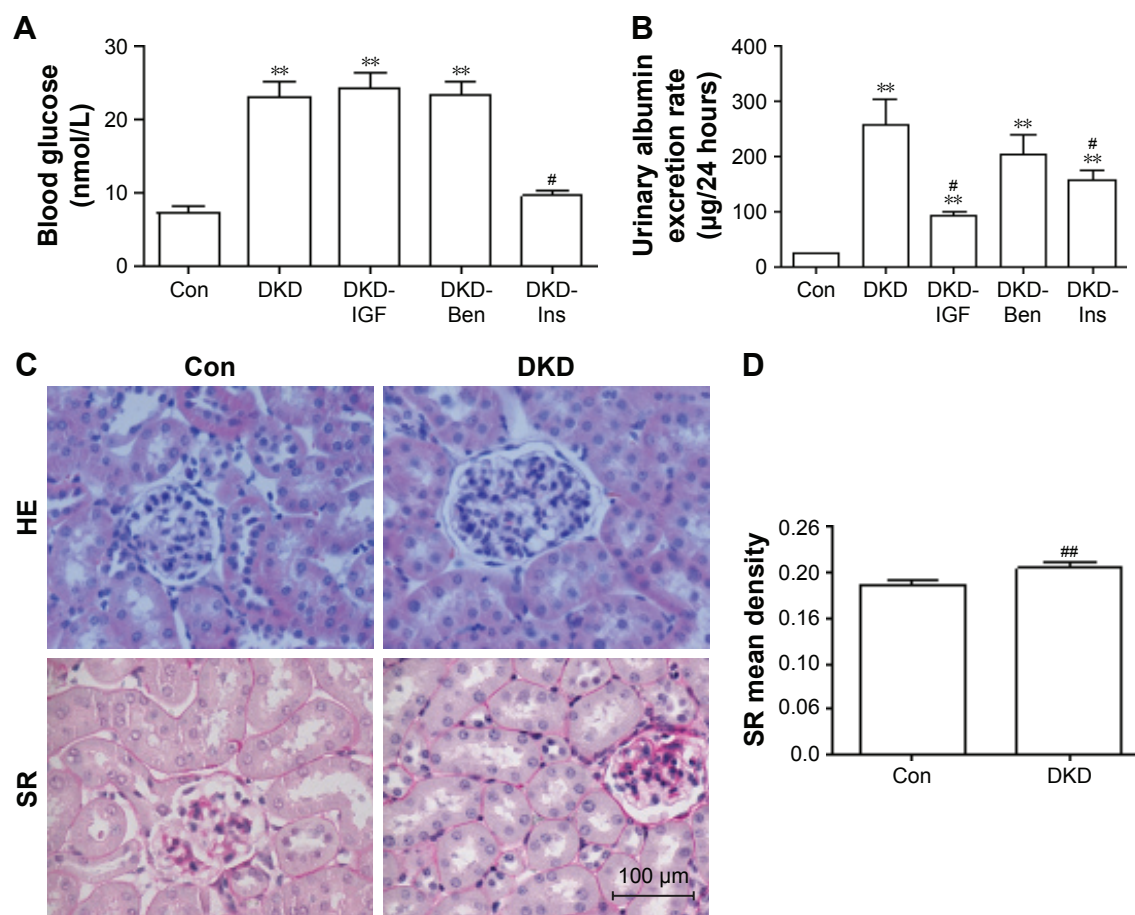 A
Blood glucose
(nmol/L)
30
20
10
0
**
**
**
#
Con
DKD
DKD-
IGF
DKD-
Ben
DKD-
Ins
B
Urinary albumin
excretion rate
(µg/24 hours)
400
300
200
100
0
**
#
**
**
#
**
Con
DKD
DKD-
IGF
DKD-
Ben
DKD-
Ins
C
Con
DKD
HE
SR
100 µm
D
SR mean density
0.26
0.20
0.16
0.10
0.06
0.0
##
Con
DKD